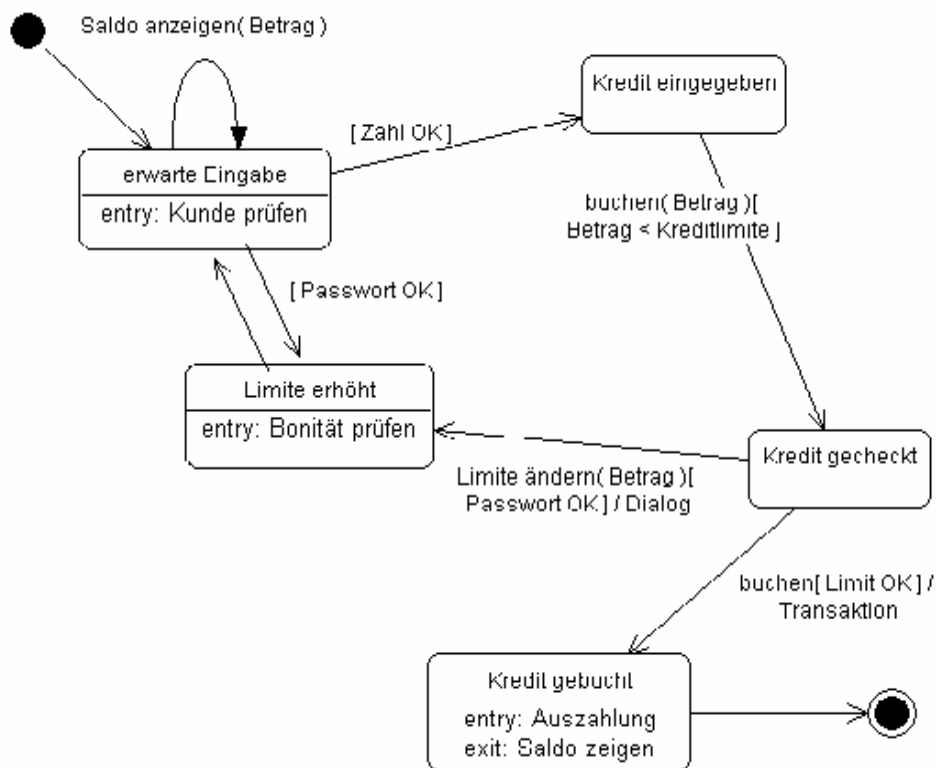 Saldo anzeigen( Betrag )
Kredit eingegeben
[ Zahl OK ]
erwarte Eingabe
entry: Kunde prüfen
buchen( Betrag )[
Betrag < Kreditlimite ]
[ Passwort OK ]
Limite erhöht
entry: Bonität prüfen
Kredit gecheckt
Limite ändern( Betrag )[
Passwort OK ] / Dialog
buchen[ Limit OK ] /
Transaktion
Kredit gebucht
entry: Auszahlung
exit: Saldo zeigen